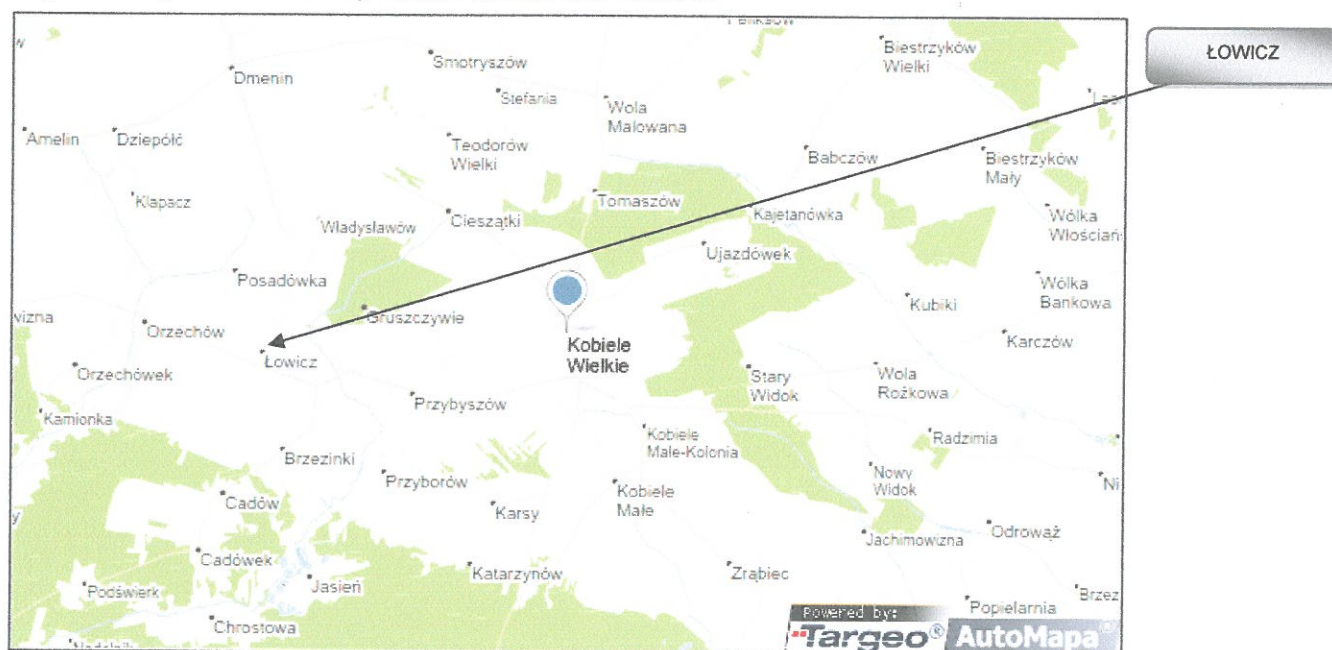 ŁOWICZ
Biestrzyków
Wielki
Smotryszów
Dmenin
Stefania
Wola
Malowana
Amelin
Dziepółć
Teodorów
Wielki
Babczów
Biestrzyków
Mały
Klapacz
Tomaszów
Kajetanówka
Wólka
Włościań
Władysławów
Cieszątki
Ujazdówek
Posadówka
Wólka
Bankowa
wizna
Orzechów
Gruszczywie
Kubiki
Karczów
Kobiele
Wielkie
Łowicz
Orzechówek
Stary
Widok
Wola
Rożkowa
Kamionka
Przybyszów
Kobiele
Małe-Kolonia
Radzimia
Brzezinki
Przyborów
Kobiele
Małe
Nowy
Widok
Ni
Cadów
Karsy
Odrowąż
Jachimowizna
Cadówek
Katarzynów
Zrąbiec
Podświerk
Jasień
Brzez
Popielarnia
Chrostowa
Powered by:
Targeo® AutoMapa®